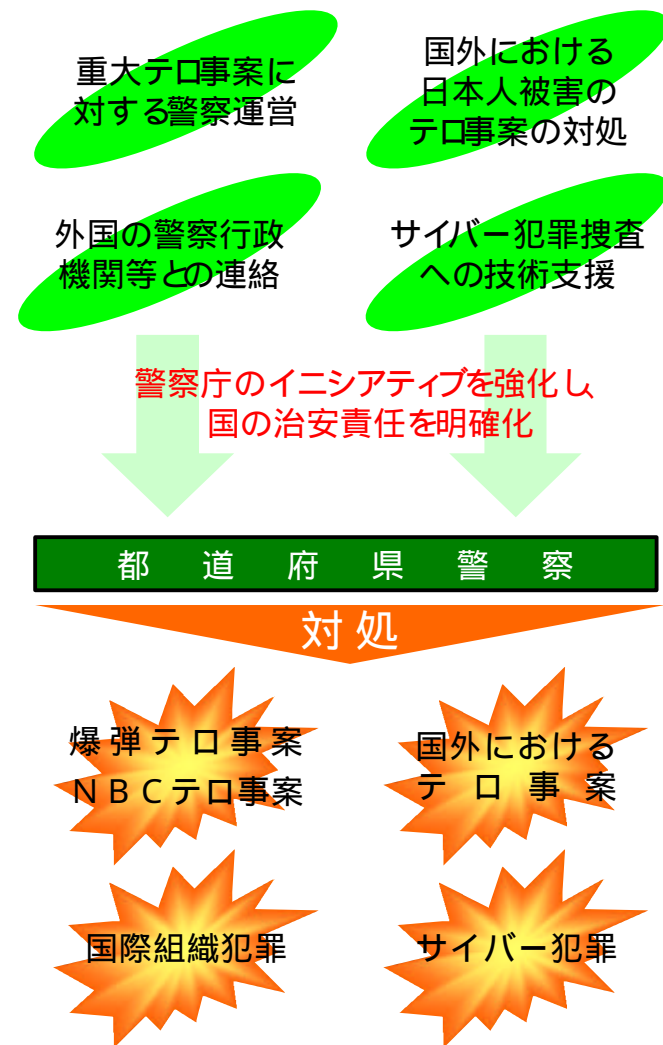 重大テロ事案に
対する警察運営
国外における
日本人被害の
テロ事案の対処
外国の警察行政
機関等との連絡
サイバー犯罪捜査
への技術支援
警察庁のイニシアティブを強化し、
国の治安責任を明確化
都道府県警察
対処
爆弾テロ事案
NBCテロ事案
国外における
テロ事案
国際組織犯罪
サイバー犯罪